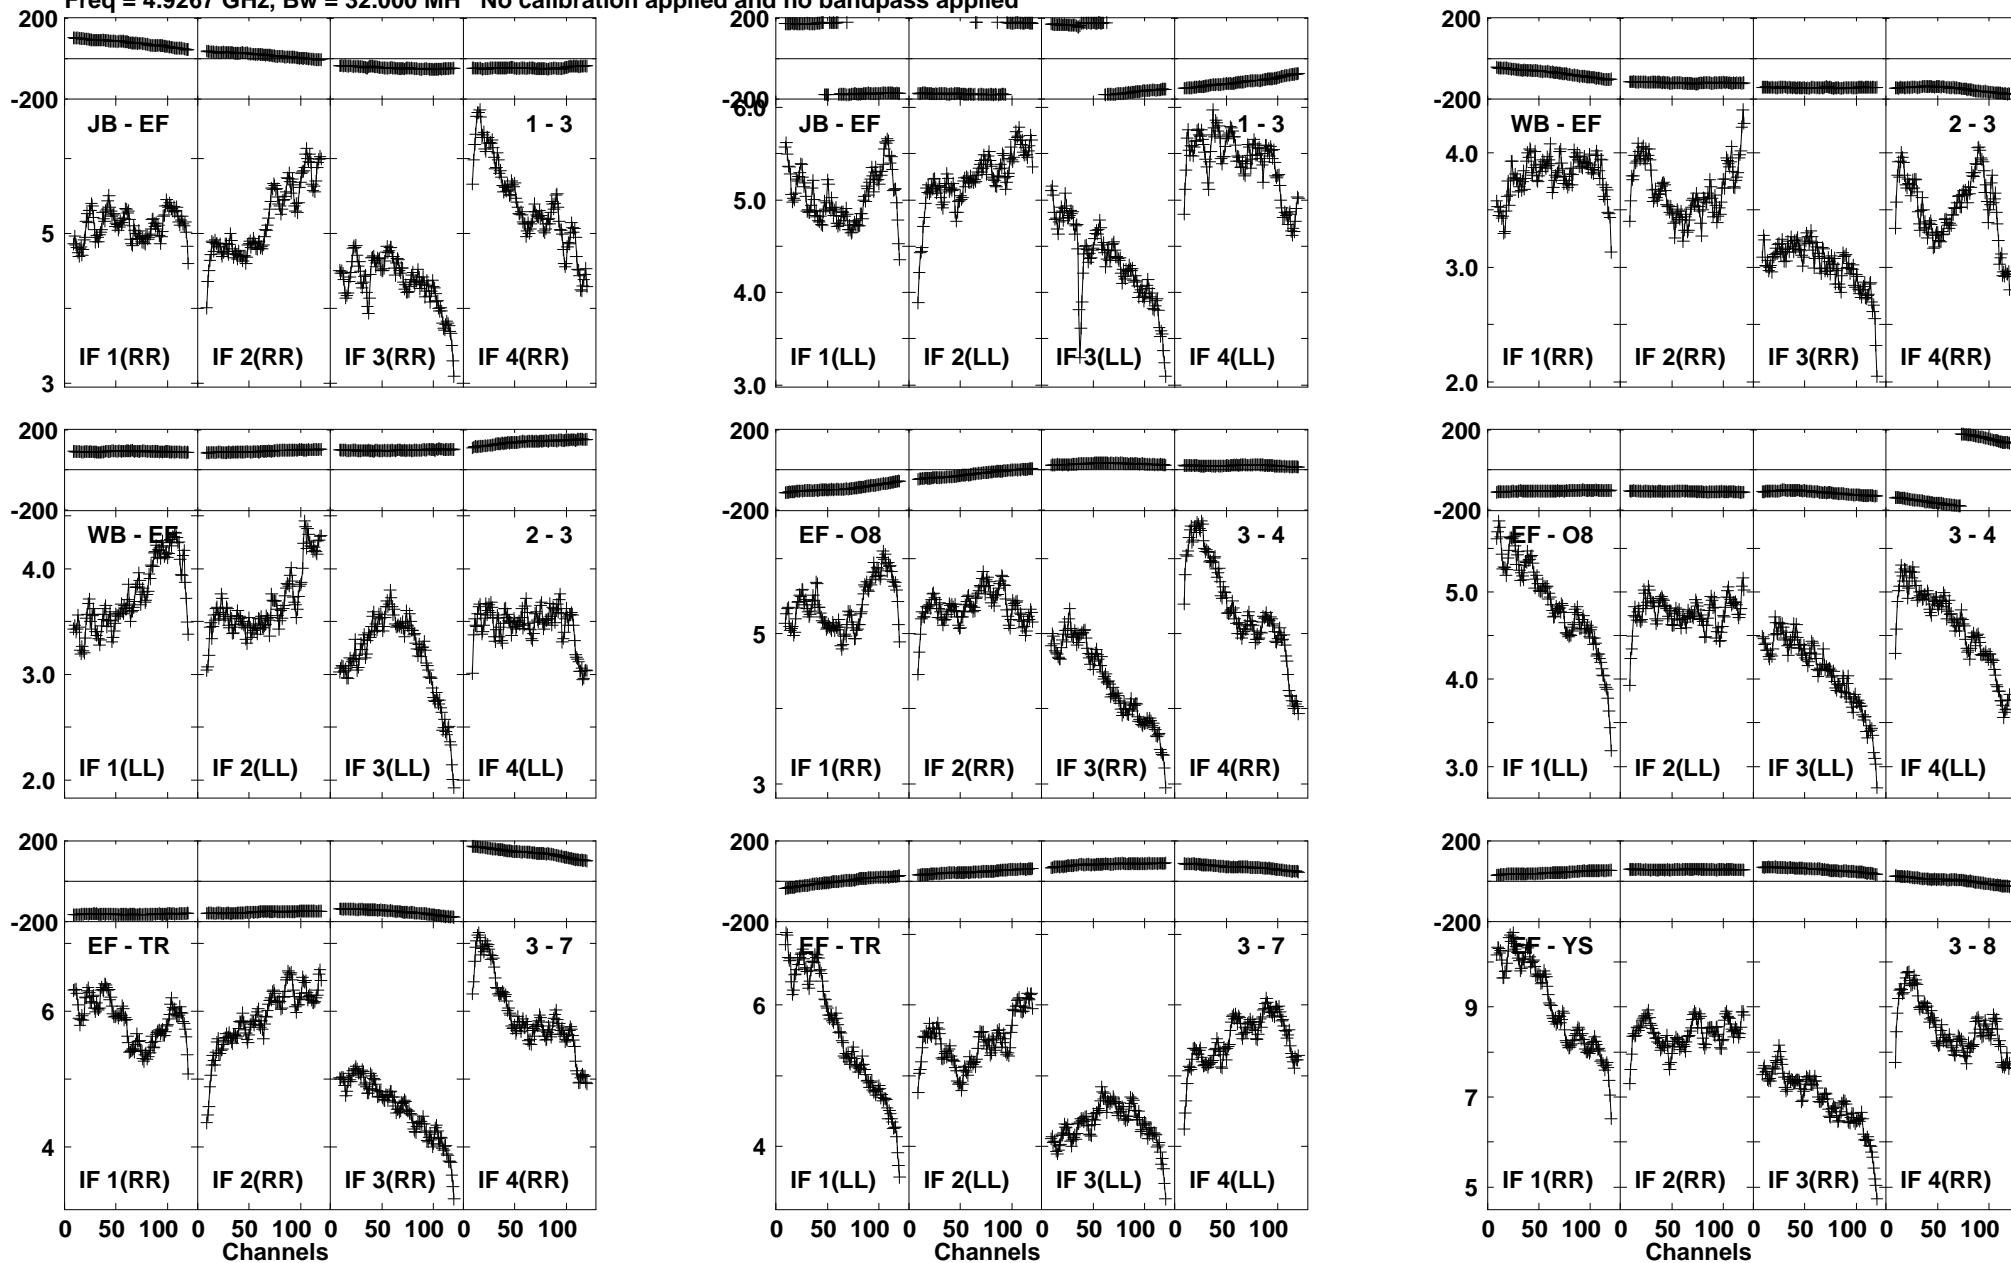 Freq = 4.9267 GHz, Bw = 32.000 MH No calibration applied and no bandpass applied
200
-200
JB - EF 1 - 3
5
3
IF 1(RR) IF 2(RR) IF 3(RR) IF 4(RR)
-200
6.0
JB - EF 1 - 3
5.0
4.0
3.0
IF 1(LL) IF 2(LL) IF 3(LL) IF 4(LL)
200
-200
WB - EF 2 - 3
4.0
3.0
2.0
IF 1(RR) IF 2(RR) IF 3(RR) IF 4(RR)
200
-200
WB - EF 2 - 3
4.0
3.0
2.0
IF 1(LL) IF 2(LL) IF 3(LL) IF 4(LL)
200
-200
EF - O8 3 - 4
5
3
IF 1(RR) IF 2(RR) IF 3(RR) IF 4(RR)
200
-200
EF - O8 3 - 4
5.0
4.0
3.0
IF 1(LL) IF 2(LL) IF 3(LL) IF 4(LL)
200
-200
EF - TR 3 - 7
6
4
IF 1(RR) IF 2(RR) IF 3(RR) IF 4(RR)
0 50 100 0 50 100 0 50 100 0 50 100
Channels
200
-200
EF - TR 3 - 7
6
4
IF 1(LL) IF 2(LL) IF 3(LL) IF 4(LL)
0 50 100 0 50 100 0 50 100 0 50 100
Channels
200
-200
EF - YS 3 - 8
9
7
5
IF 1(RR) IF 2(RR) IF 3(RR) IF 4(RR)
0 50 100 0 50 100 0 50 100 0 50 100
Channels